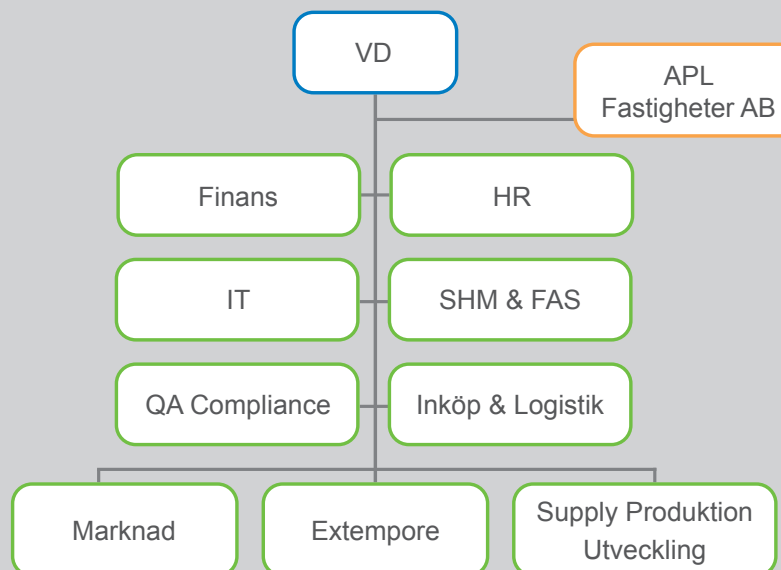 VD
APL
Fastigheter AB
Finans
HR
IT
SHM & FAS
QA Compliance
Inköp & Logistik
Marknad
Extempore
Supply Produktion
Utveckling